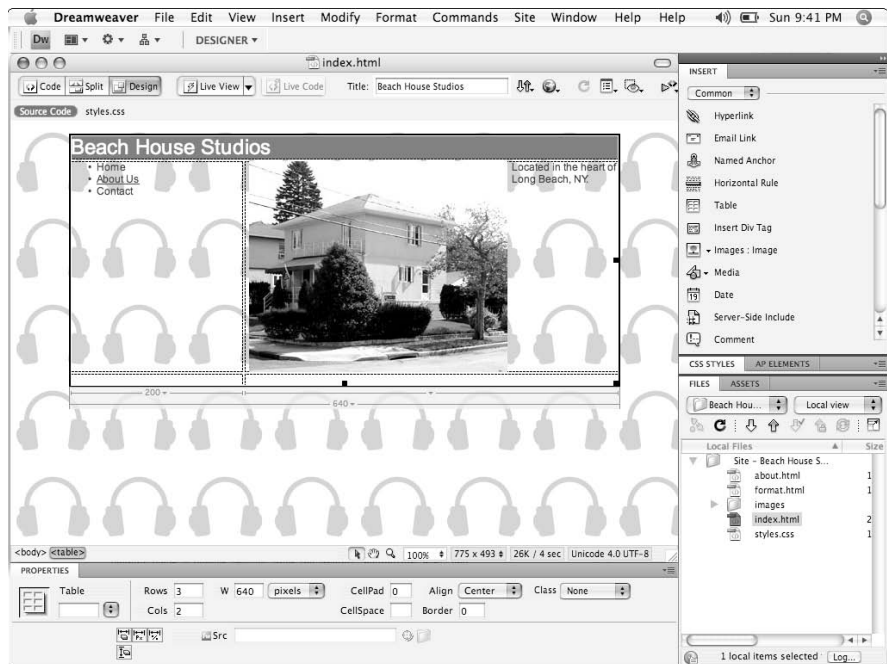 Dreamweaver File Edit View Insert Modify Format Commands Site Window Help Help Sun 9:41 PM
Dw DESIGNER
index.html
Code Split Design Live View Live Code Title: Beach House Studios
Source Code styles.css
Beach House Studios
• Home
• About Us
• Contact
Located in the heart of
Long Beach, NY.
200
640
<body> <table> 100% 775 x 493 26K / 4 sec Unicode 4.0 UTF-8
PROPERTIES
Table Rows 3 W 640 pixels CellPad 0 Align Center Class None
Cols 2 CellSpace Border 0
Src
INSERT
Common
Hyperlink
Email Link
Named Anchor
Horizontal Rule
Table
Insert Div Tag
Images : Image
Media
19 Date
Server-Side Include
Comment
CSS STYLES AP ELEMENTS
FILES ASSETS
Beach Hou... Local view
Local Files Size
Site - Beach House S...
about.html 1
format.html 1
images
index.html 2
styles.css 1
1 local items selected Log...